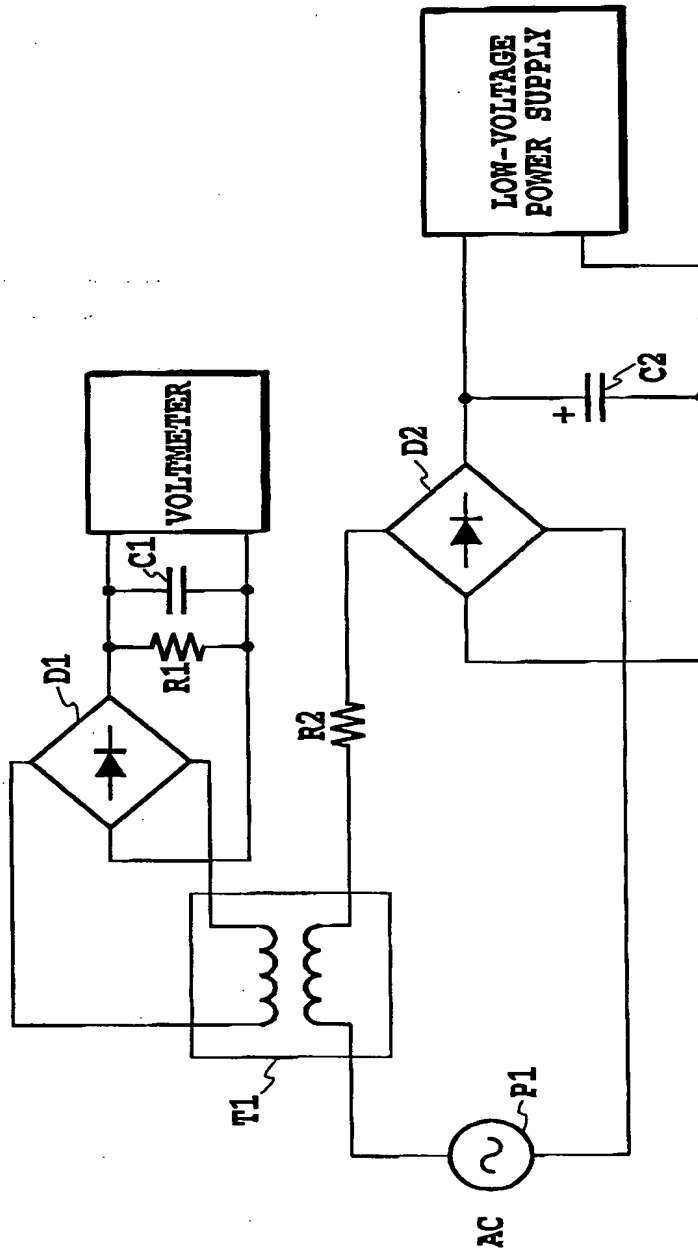 AC
P1
T1
D1
R1
C1
VOLTMETER
R2
D2
+
C2
LOW-VOLTAGE
POWER SUPPLY